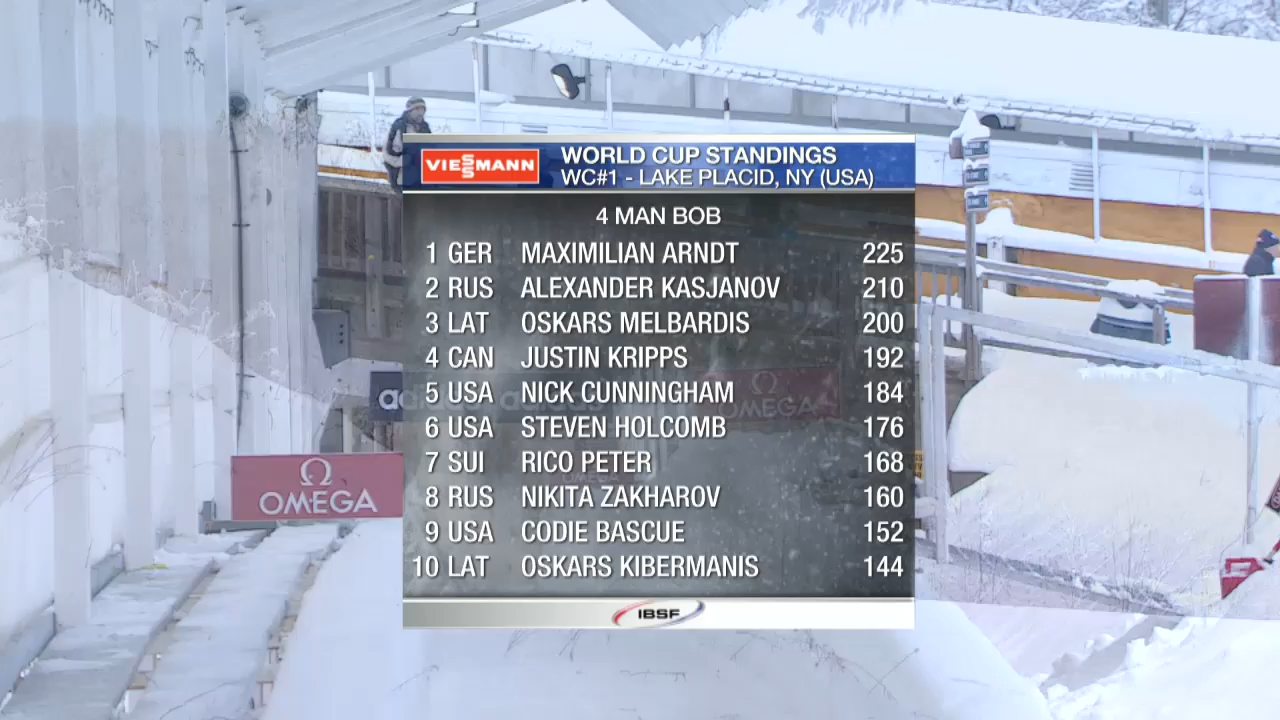 VIESSMANN
WORLD CUP STANDINGS
WC#1 - LAKE PLACID, NY (USA)
4 MAN BOB
1 GER MAXIMILIAN ARNDT 225
2 RUS ALEXANDER KASJANOV 210
3 LAT OSKARS MELBARDIS 200
4 CAN JUSTIN KRIPPS 192
5 USA NICK CUNNINGHAM 184
6 USA STEVEN HOLCOMB 176
7 SUI RICO PETER 168
8 RUS NIKITA ZAKHAROV 160
9 USA CODIE BASCUE 152
10 LAT OSKARS KIBERMANIS 144
IBSF
adidas adidas
OMEGA
OMEGA
OMEGA